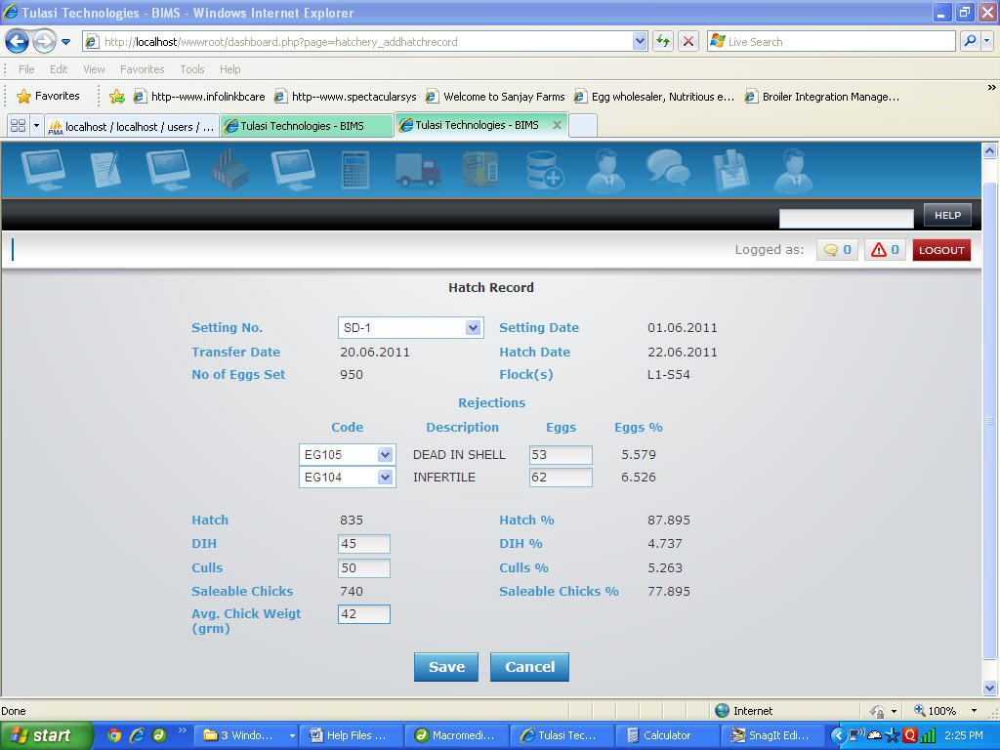 Tulasi Technologies - BIMS - Windows Internet Explorer
http://localhost/wwwroot/dashboard.php?page=hatchery_addhatchrecord
Live Search
File Edit View Favorites Tools Help
Favorites http--www.infolinkbcare http--www.spectacularsys Welcome to Sanjay Farms Egg wholesaler, Nutritious e... Broiler Integration Manage... »
PMA localhost / localhost / users / ... Tulasi Technologies - BIMS Tulasi Technologies - BIMS
HELP
Logged as: 0 0 LOGOUT
Hatch Record
Setting No. SD-1 Setting Date 01.06.2011
Transfer Date 20.06.2011 Hatch Date 22.06.2011
No of Eggs Set 950 Flock(s) L1-S54
Rejections
Code Description Eggs Eggs %
EG105 DEAD IN SHELL 53 5.579
EG104 INFERTILE 62 6.526
Hatch 835 Hatch % 87.895
DIH 45 DIH % 4.737
Culls 50 Culls % 5.263
Saleable Chicks 740 Saleable Chicks % 77.895
Avg. Chick Weigt 42
(grm)
Save Cancel
Done Internet 100%
start » 3 Windo... Help Files ... Macromedi... Tulasi Tec... Calculator SnagIt Edi... 2:25 PM